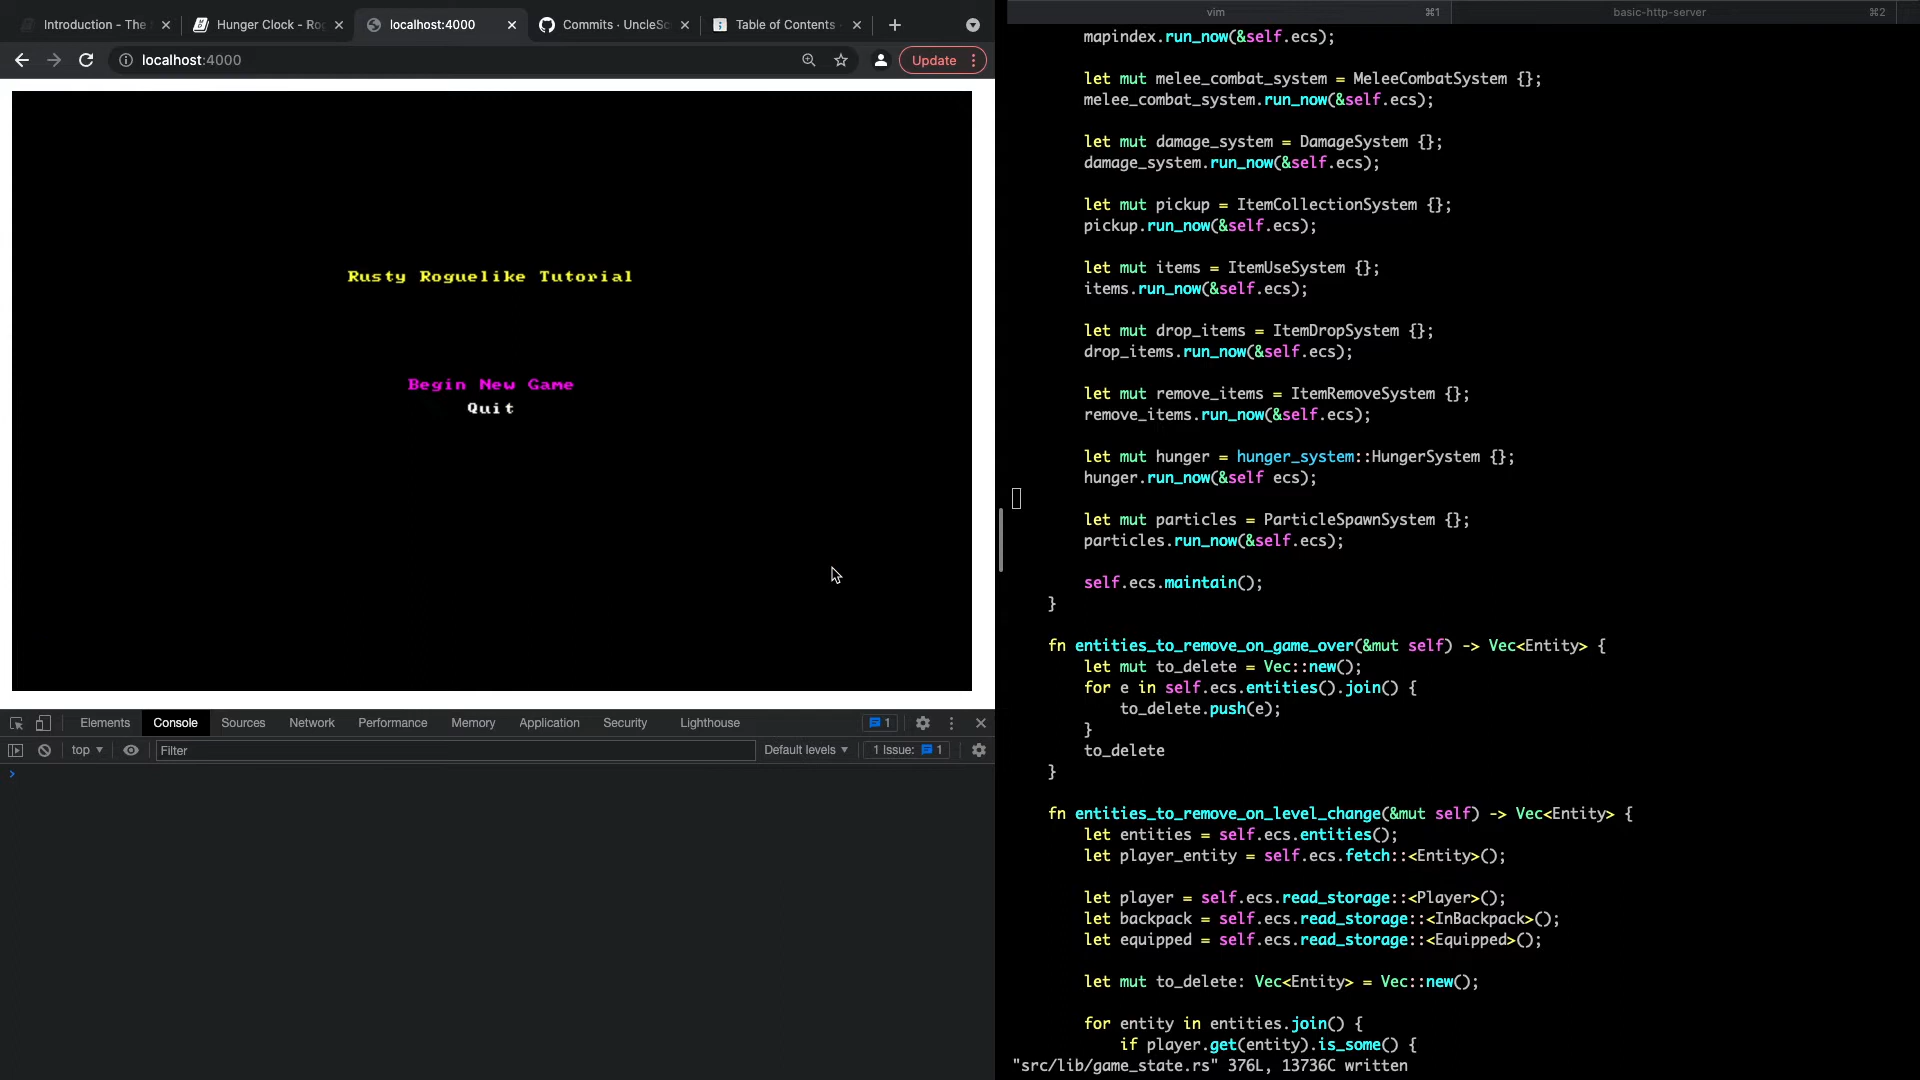 Introduction - The
Hunger Clock - Rog
localhost:4000
Commits · UncleSc
Table of Contents
localhost:4000
Update
Rusty Roguelike Tutorial
Begin New Game
Quit
Elements Console Sources Network Performance Memory Application Security Lighthouse 1
top Filter Default levels 1 Issue: 1
vim ⌘1 basic-http-server ⌘2
mapindex.run_now(&self.ecs);
let mut melee_combat_system = MeleeCombatSystem {};
melee_combat_system.run_now(&self.ecs);
let mut damage_system = DamageSystem {};
damage_system.run_now(&self.ecs);
let mut pickup = ItemCollectionSystem {};
pickup.run_now(&self.ecs);
let mut items = ItemUseSystem {};
items.run_now(&self.ecs);
let mut drop_items = ItemDropSystem {};
drop_items.run_now(&self.ecs);
let mut remove_items = ItemRemoveSystem {};
remove_items.run_now(&self.ecs);
let mut hunger = hunger_system::HungerSystem {};
hunger.run_now(&self ecs);
let mut particles = ParticleSpawnSystem {};
particles.run_now(&self.ecs);
self.ecs.maintain();
}
fn entities_to_remove_on_game_over(&mut self) -> Vec<Entity> {
let mut to_delete = Vec::new();
for e in self.ecs.entities().join() {
to_delete.push(e);
}
to_delete
}
fn entities_to_remove_on_level_change(&mut self) -> Vec<Entity> {
let entities = self.ecs.entities();
let player_entity = self.ecs.fetch::<Entity>();
let player = self.ecs.read_storage::<Player>();
let backpack = self.ecs.read_storage::<InBackpack>();
let equipped = self.ecs.read_storage::<Equipped>();
let mut to_delete: Vec<Entity> = Vec::new();
for entity in entities.join() {
if player.get(entity).is_some() {
"src/lib/game_state.rs" 376L, 13736C written